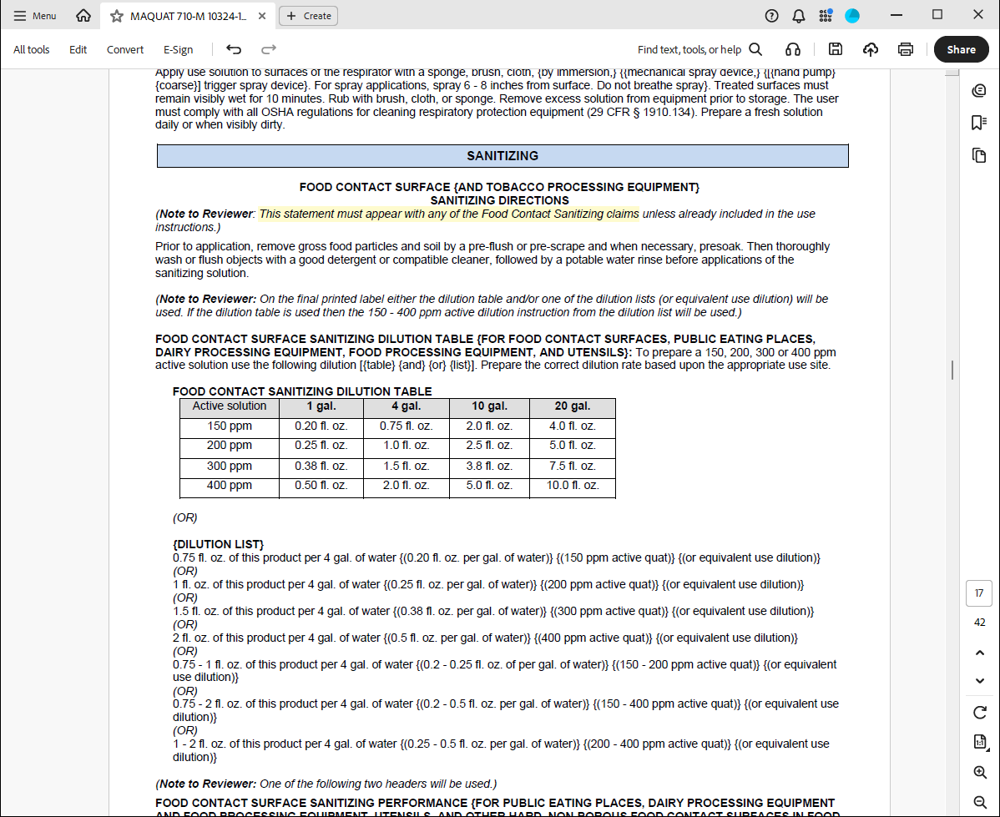 Menu
MAQUAT 710-M 10324-1...
Create
All tools
Edit
Convert
E-Sign
Find text, tools, or help
Share
Apply use solution to surfaces of the respirator with a sponge, brush, cloth, {by immersion,} {{mechanical spray device,} {[{hand pump}
{coarse}] trigger spray device}. For spray applications, spray 6 - 8 inches from surface. Do not breathe spray}. Treated surfaces must
remain visibly wet for 10 minutes. Rub with brush, cloth, or sponge. Remove excess solution from equipment prior to storage. The user
must comply with all OSHA regulations for cleaning respiratory protection equipment (29 CFR § 1910.134). Prepare a fresh solution
daily or when visibly dirty.
SANITIZING
FOOD CONTACT SURFACE {AND TOBACCO PROCESSING EQUIPMENT}
SANITIZING DIRECTIONS
(Note to Reviewer: This statement must appear with any of the Food Contact Sanitizing claims unless already included in the use
instructions.)
Prior to application, remove gross food particles and soil by a pre-flush or pre-scrape and when necessary, presoak. Then thoroughly
wash or flush objects with a good detergent or compatible cleaner, followed by a potable water rinse before applications of the
sanitizing solution.
(Note to Reviewer: On the final printed label either the dilution table and/or one of the dilution lists (or equivalent use dilution) will be
used. If the dilution table is used then the 150 - 400 ppm active dilution instruction from the dilution list will be used.)
FOOD CONTACT SURFACE SANITIZING DILUTION TABLE {FOR FOOD CONTACT SURFACES, PUBLIC EATING PLACES,
DAIRY PROCESSING EQUIPMENT, FOOD PROCESSING EQUIPMENT, AND UTENSILS}: To prepare a 150, 200, 300 or 400 ppm
active solution use the following dilution [{table} {and} {or} {list}]. Prepare the correct dilution rate based upon the appropriate use site.
FOOD CONTACT SANITIZING DILUTION TABLE
Active solution 1 gal. 4 gal. 10 gal. 20 gal.
150 ppm 0.20 fl. oz. 0.75 fl. oz. 2.0 fl. oz. 4.0 fl. oz.
200 ppm 0.25 fl. oz. 1.0 fl. oz. 2.5 fl. oz. 5.0 fl. oz.
300 ppm 0.38 fl. oz. 1.5 fl. oz. 3.8 fl. oz. 7.5 fl. oz.
400 ppm 0.50 fl. oz. 2.0 fl. oz. 5.0 fl. oz. 10.0 fl. oz.
(OR)
{DILUTION LIST}
0.75 fl. oz. of this product per 4 gal. of water {(0.20 fl. oz. per gal. of water)} {(150 ppm active quat)} {(or equivalent use dilution)}
(OR)
1 fl. oz. of this product per 4 gal. of water {(0.25 fl. oz. per gal. of water)} {(200 ppm active quat)} {(or equivalent use dilution)}
(OR)
1.5 fl. oz. of this product per 4 gal. of water {(0.38 fl. oz. per gal. of water)} {(300 ppm active quat)} {(or equivalent use dilution)}
(OR)
2 fl. oz. of this product per 4 gal. of water {(0.5 fl. oz. per gal. of water)} {(400 ppm active quat)} {(or equivalent use dilution)}
(OR)
0.75 - 1 fl. oz. of this product per 4 gal. of water {(0.2 - 0.25 fl. oz. of per gal. of water)} {(150 - 200 ppm active quat)} {(or equivalent
use dilution)}
(OR)
0.75 - 2 fl. oz. of this product per 4 gal. of water {(0.2 - 0.5 fl. oz. per gal. of water)} {(150 - 400 ppm active quat)} {(or equivalent use
dilution)}
(OR)
1 - 2 fl. oz. of this product per 4 gal. of water {(0.25 - 0.5 fl. oz. per gal. of water)} {(200 - 400 ppm active quat)} {(or equivalent use
dilution)}
(Note to Reviewer: One of the following two headers will be used.)
FOOD CONTACT SURFACE SANITIZING PERFORMANCE {FOR PUBLIC EATING PLACES, DAIRY PROCESSING EQUIPMENT
AND FOOD PROCESSING EQUIPMENT, UTENSILS, AND OTHER HARD, NON-POROUS FOOD CONTACT SURFACES IN FOOD
17
42
1:1